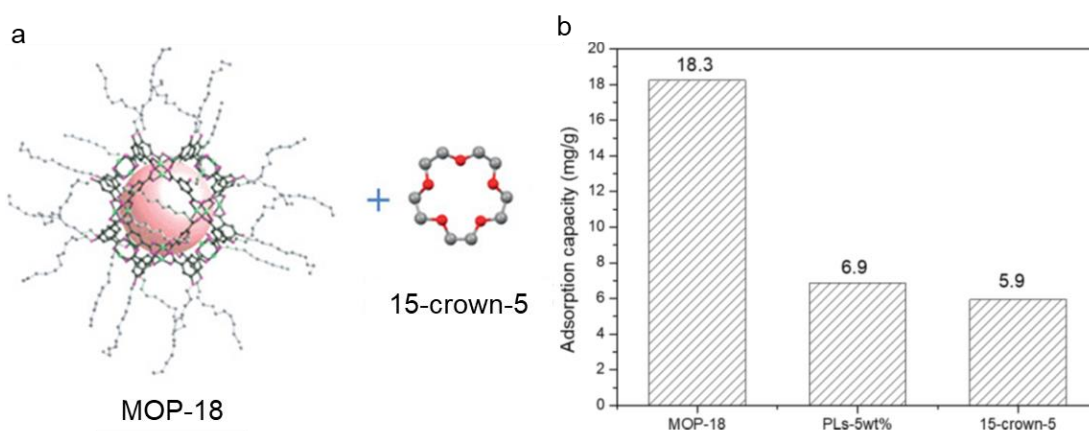 a
+
15-crown-5
MOP-18
b
Adsorption capacity (mg/g)
20
18
16
14
12
10
8
6
4
2
0
18.3
6.9
5.9
MOP-18
PLs-5wt%
15-crown-5